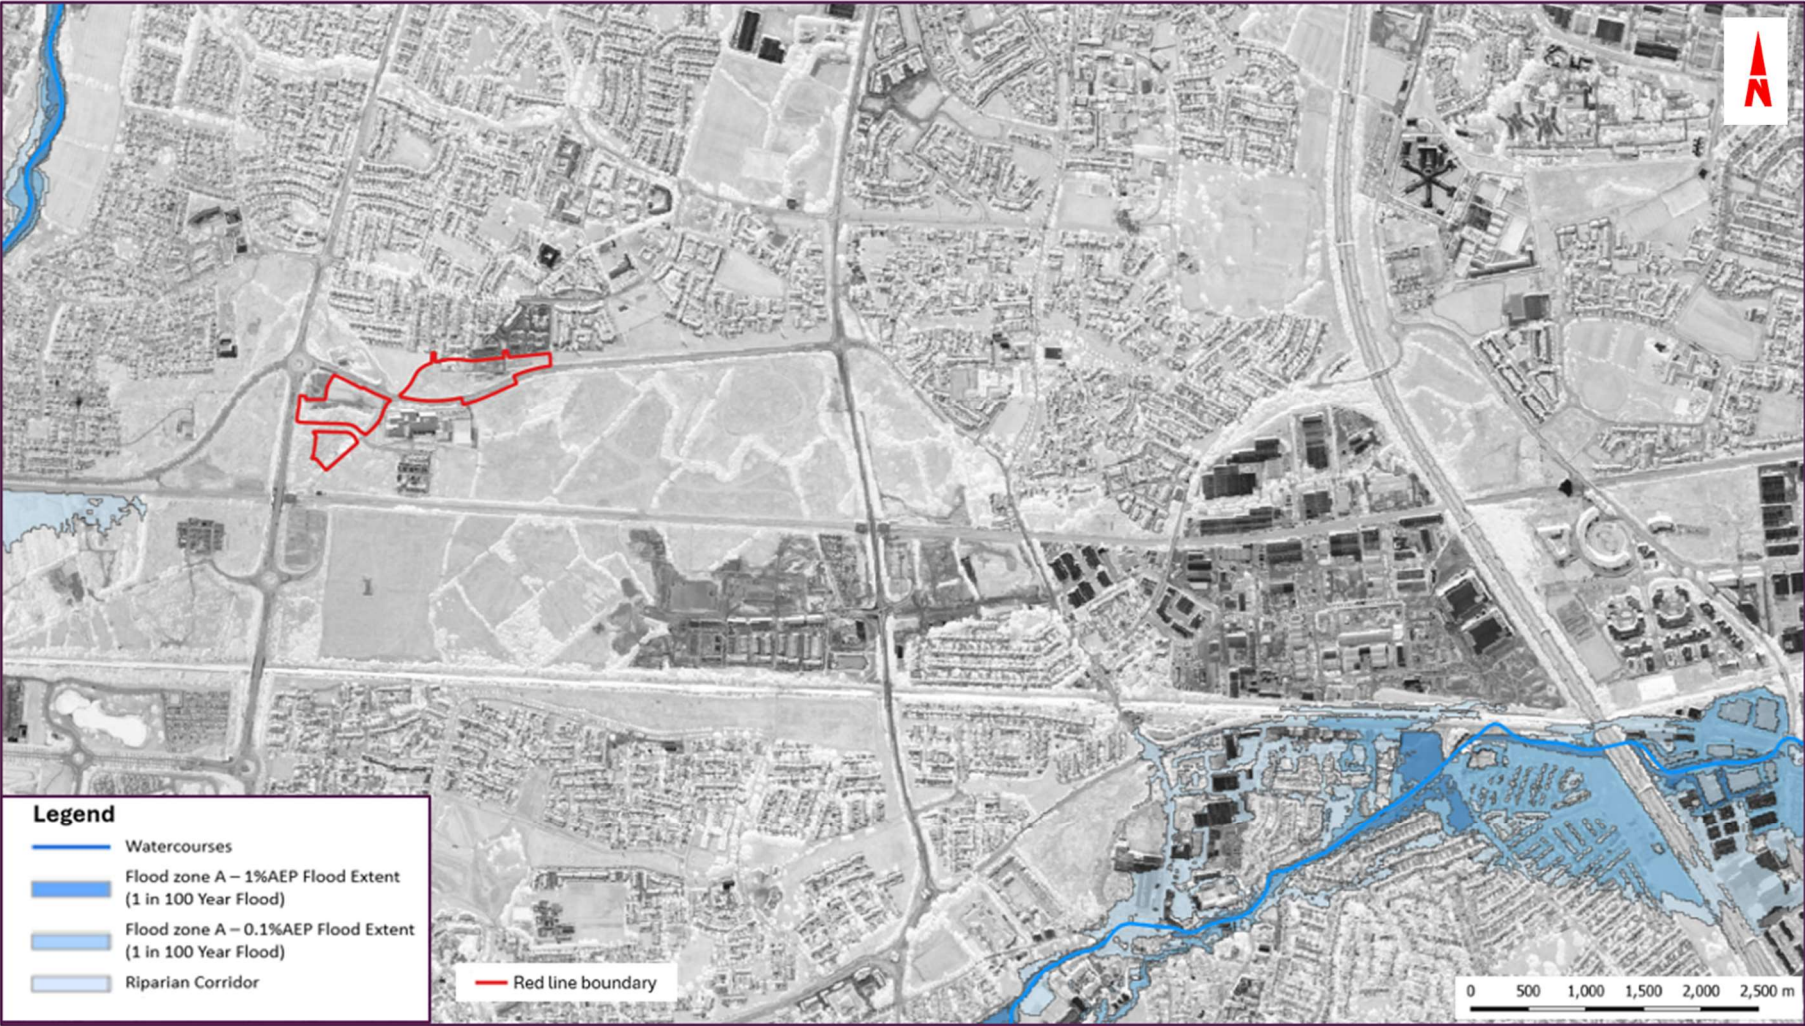 N
Legend
Watercourses
Flood zone A – 1%AEP Flood Extent
(1 in 100 Year Flood)
Flood zone A – 0.1%AEP Flood Extent
(1 in 100 Year Flood)
Riparian Corridor
Red line boundary
0 500 1,000 1,500 2,000 2,500 m